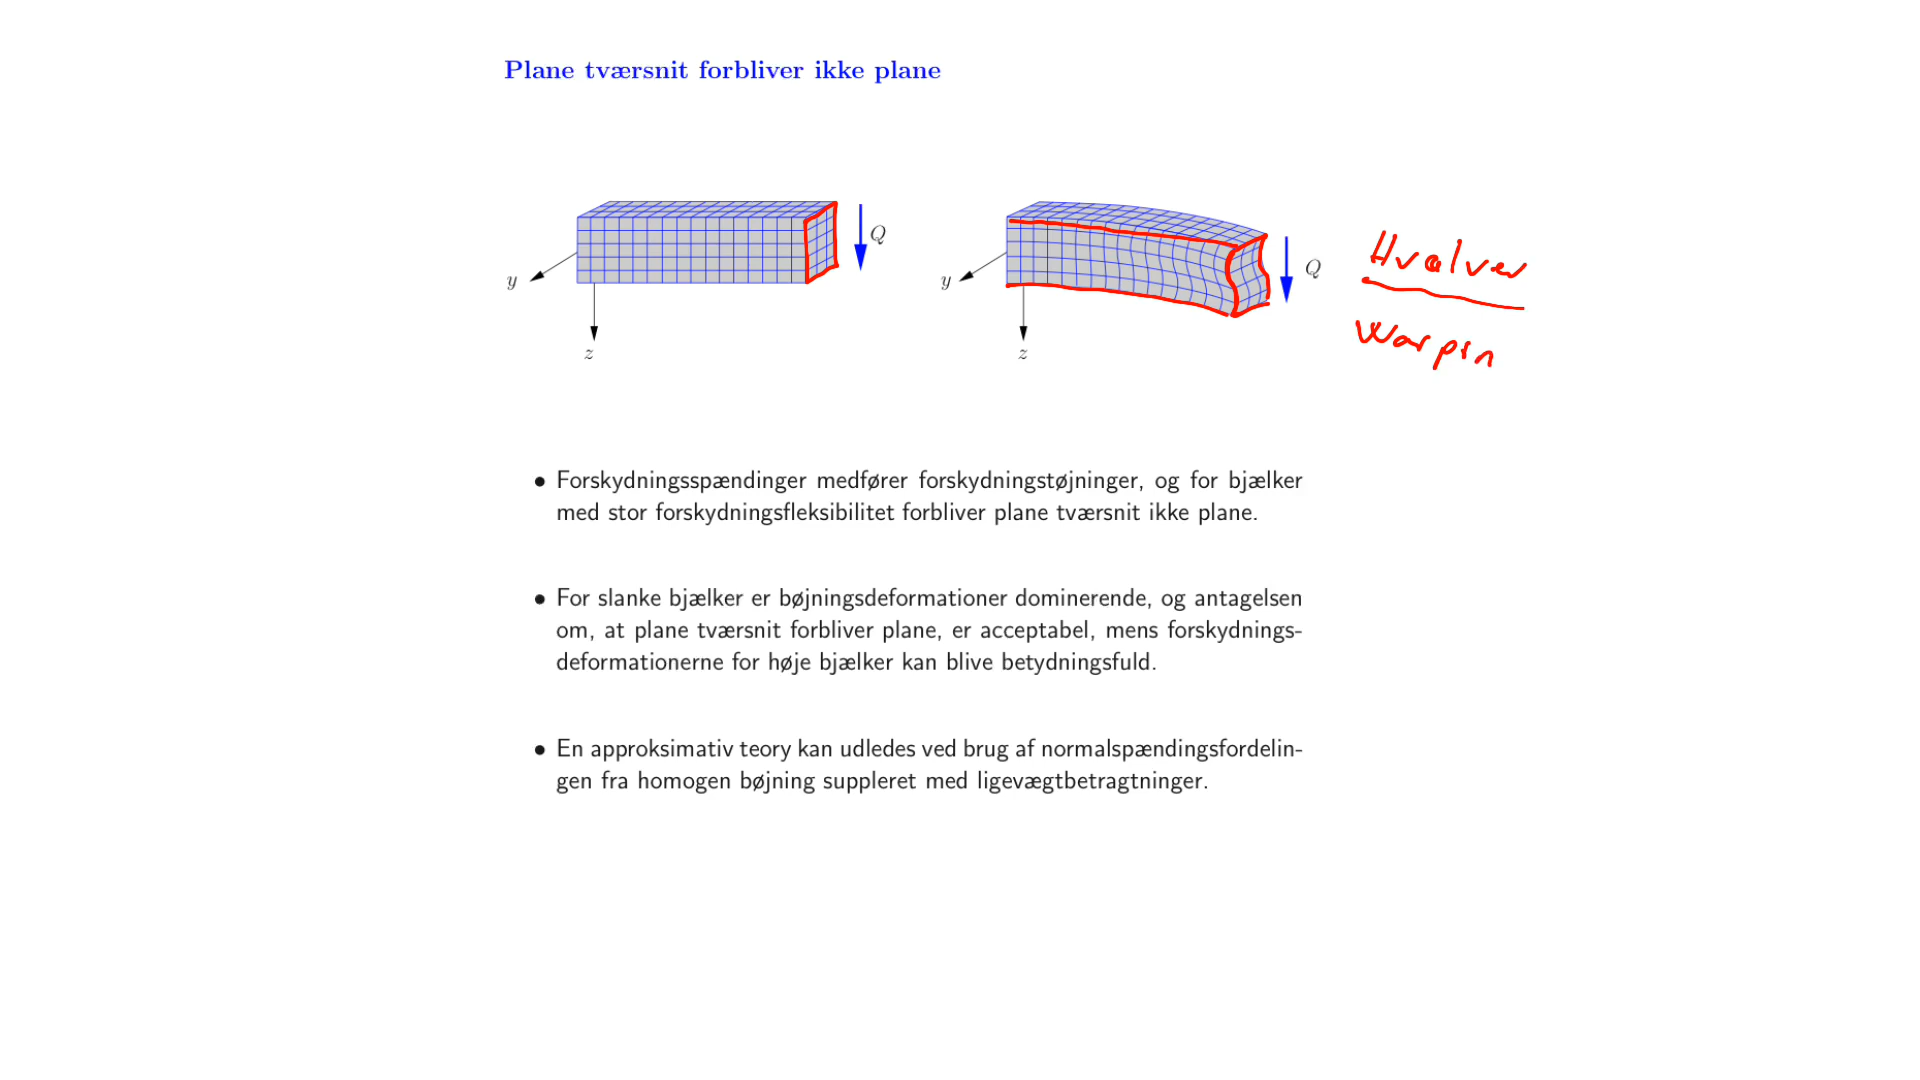 Plane tværsnit forbliver ikke plane
Q
y
z
Q
y
z
Hvælver
Warpin
• Forskydningsspændinger medfører forskydningstøjninger, og for bjælker
med stor forskydningsfleksibilitet forbliver plane tværsnit ikke plane.
• For slanke bjælker er bøjningsdeformationer dominerende, og antagelsen
om, at plane tværsnit forbliver plane, er acceptabel, mens forskydnings-
deformationerne for høje bjælker kan blive betydningsfuld.
• En approksimativ teory kan udledes ved brug af normalspændingsfordelin-
gen fra homogen bøjning suppleret med ligevægtbetragtninger.